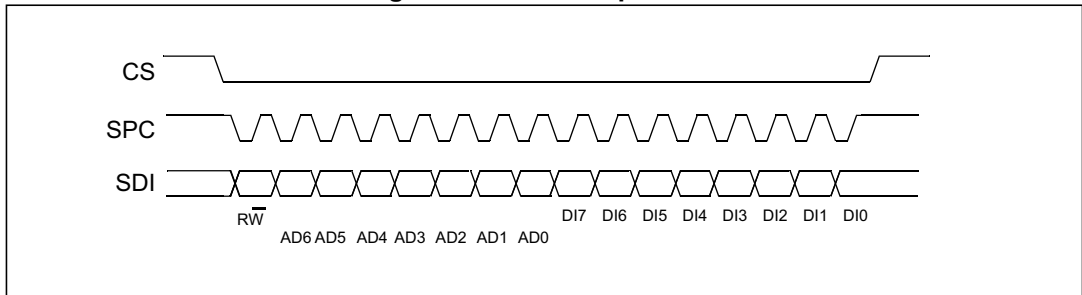 CS
SPC
SDI
RW
DI7 DI6 DI5 DI4 DI3 DI2 DI1 DI0
AD6 AD5 AD4 AD3 AD2 AD1 AD0